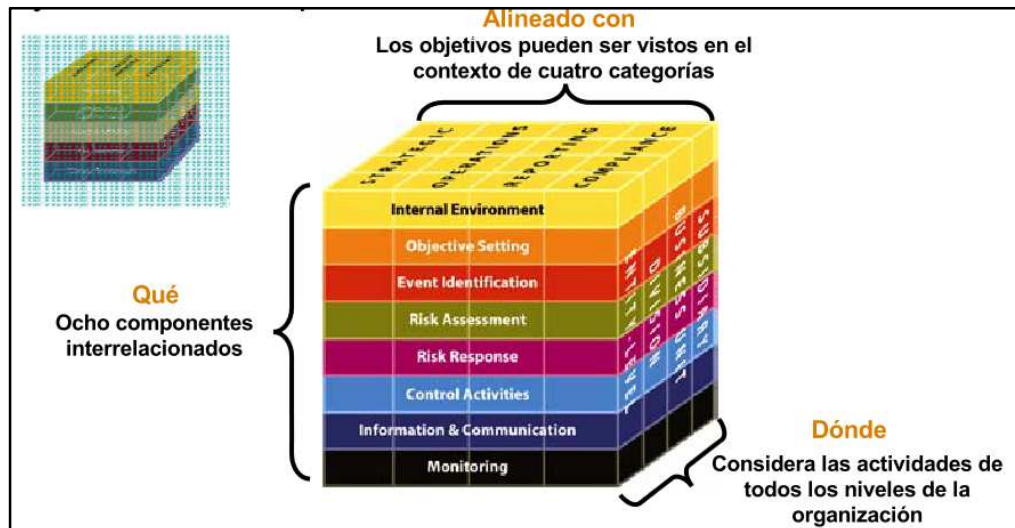 Alineado con
Los objetivos pueden ser vistos en el
contexto de cuatro categorías
STRATEGIC
OPERATIONS
REPORTING
COMPLIANCE
Internal Environment
Objective Setting
Event Identification
Risk Assessment
Risk Response
Control Activities
Information & Communication
Monitoring
Qué
Ocho componentes
interrelacionados
SUBSIDIARY
BUSINESS UNIT
DIVISION
ENTITY-LEVEL
Dónde
Considera las actividades de
todos los niveles de la
organización